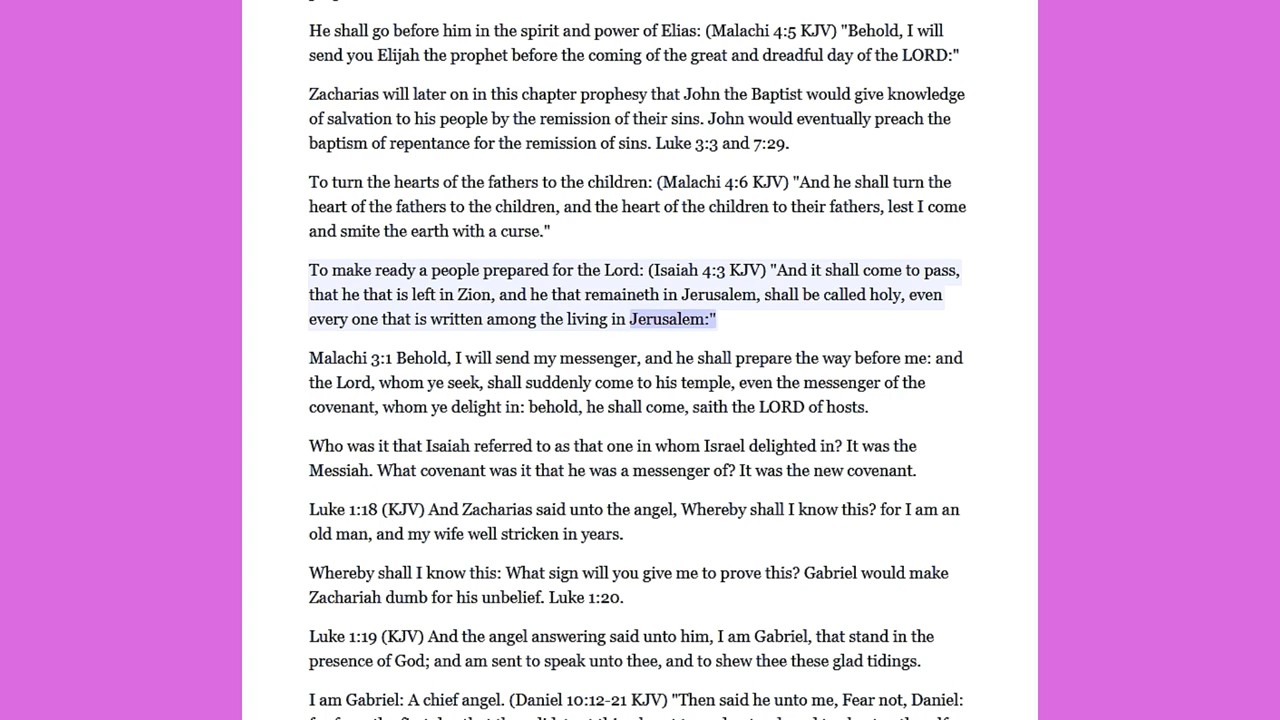 He shall go before him in the spirit and power of Elias: (Malachi 4:5 KJV) "Behold, I will
send you Elijah the prophet before the coming of the great and dreadful day of the LORD:"
Zacharias will later on in this chapter prophesy that John the Baptist would give knowledge
of salvation to his people by the remission of their sins. John would eventually preach the
baptism of repentance for the remission of sins. Luke 3:3 and 7:29.
To turn the hearts of the fathers to the children: (Malachi 4:6 KJV) "And he shall turn the
heart of the fathers to the children, and the heart of the children to their fathers, lest I come
and smite the earth with a curse."
To make ready a people prepared for the Lord: (Isaiah 4:3 KJV) "And it shall come to pass,
that he that is left in Zion, and he that remaineth in Jerusalem, shall be called holy, even
every one that is written among the living in Jerusalem:"
Malachi 3:1 Behold, I will send my messenger, and he shall prepare the way before me: and
the Lord, whom ye seek, shall suddenly come to his temple, even the messenger of the
covenant, whom ye delight in: behold, he shall come, saith the LORD of hosts.
Who was it that Isaiah referred to as that one in whom Israel delighted in? It was the
Messiah. What covenant was it that he was a messenger of? It was the new covenant.
Luke 1:18 (KJV) And Zacharias said unto the angel, Whereby shall I know this? for I am an
old man, and my wife well stricken in years.
Whereby shall I know this: What sign will you give me to prove this? Gabriel would make
Zachariah dumb for his unbelief. Luke 1:20.
Luke 1:19 (KJV) And the angel answering said unto him, I am Gabriel, that stand in the
presence of God; and am sent to speak unto thee, and to shew thee these glad tidings.
I am Gabriel: A chief angel. (Daniel 10:12-21 KJV) "Then said he unto me, Fear not, Daniel: